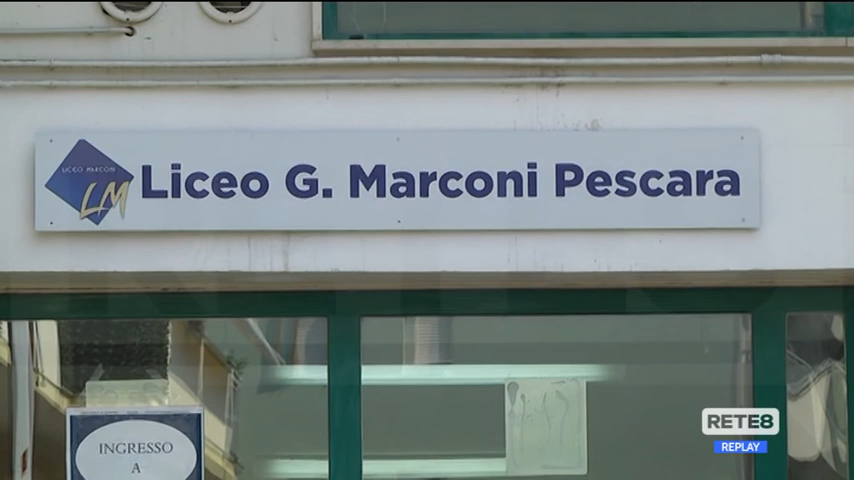 LICEO MARCONI
LM
Liceo G. Marconi Pescara
INGRESSO
A
RETE8
REPLAY